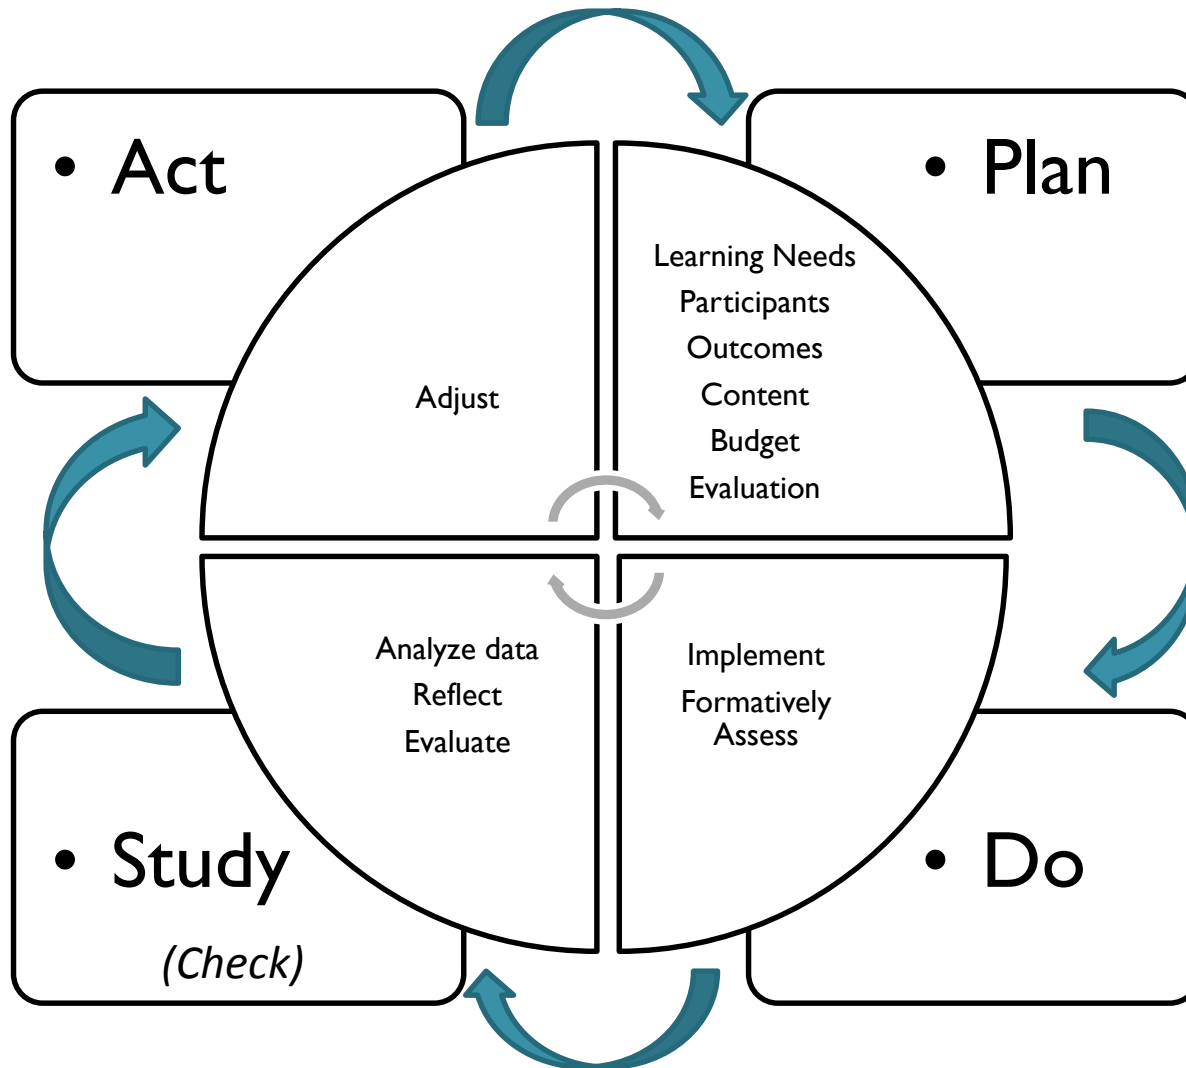 • Act
• Plan
Adjust
Learning Needs
Participants
Outcomes
Content
Budget
Evaluation
Analyze data
Reflect
Evaluate
Implement
Formatively
Assess
• Study
(Check)
• Do